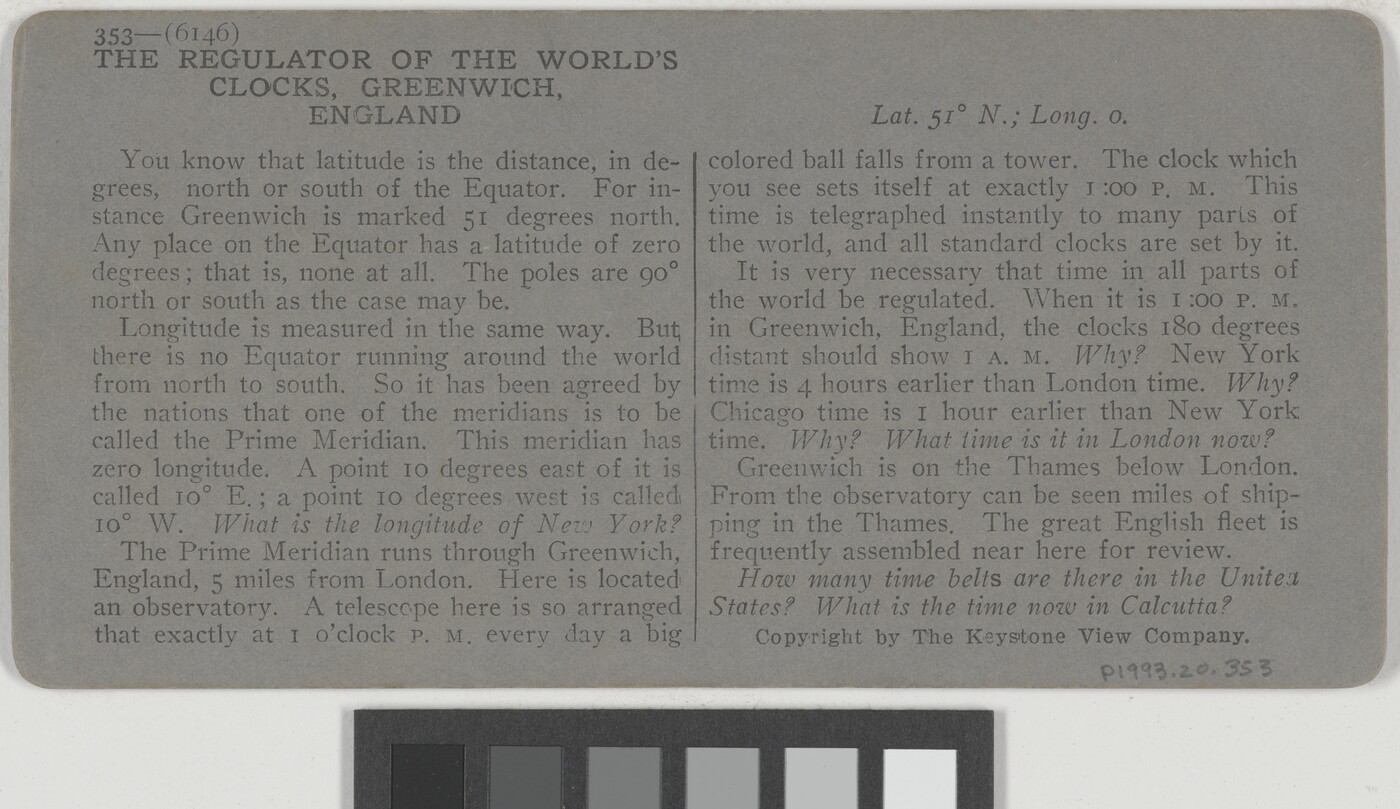 353—(6146)
THE REGULATOR OF THE WORLD'S
CLOCKS, GREENWICH,
ENGLAND
You know that latitude is the distance, in de-
grees, north or south of the Equator. For in-
stance Greenwich is marked 51 degrees north.
Any place on the Equator has a latitude of zero
degrees; that is, none at all. The poles are 90°
north or south as the case may be.
Longitude is measured in the same way. But
there is no Equator running around the world
from north to south. So it has been agreed by
the nations that one of the meridians is to be
called the Prime Meridian. This meridian has
zero longitude. A point 10 degrees east of it is
called 10° E.; a point 10 degrees west is called
10° W. What is the longitude of New York?
The Prime Meridian runs through Greenwich,
England, 5 miles from London. Here is located
an observatory. A telescope here is so arranged
that exactly at 1 o'clock P. M. every day a big
Lat. 51° N.; Long. 0.
colored ball falls from a tower. The clock which
you see sets itself at exactly 1:00 P. M. This
time is telegraphed instantly to many parts of
the world, and all standard clocks are set by it.
It is very necessary that time in all parts of
the world be regulated. When it is 1:00 P. M.
in Greenwich, England, the clocks 180 degrees
distant should show 1 A. M. Why? New York
time is 4 hours earlier than London time. Why?
Chicago time is 1 hour earlier than New York
time. Why? What time is it in London now?
Greenwich is on the Thames below London.
From the observatory can be seen miles of ship-
ping in the Thames. The great English fleet is
frequently assembled near here for review.
How many time belts are there in the United
States? What is the time now in Calcutta?
Copyright by The Keystone View Company.
P1993.20.353